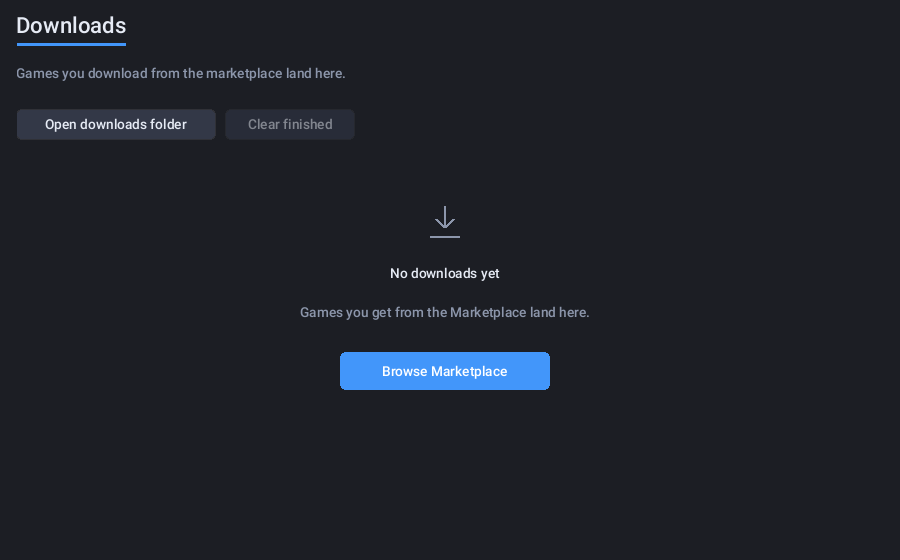 Downloads
Games you download from the marketplace land here.
Open downloads folder
Clear finished
No downloads yet
Games you get from the Marketplace land here.
Browse Marketplace